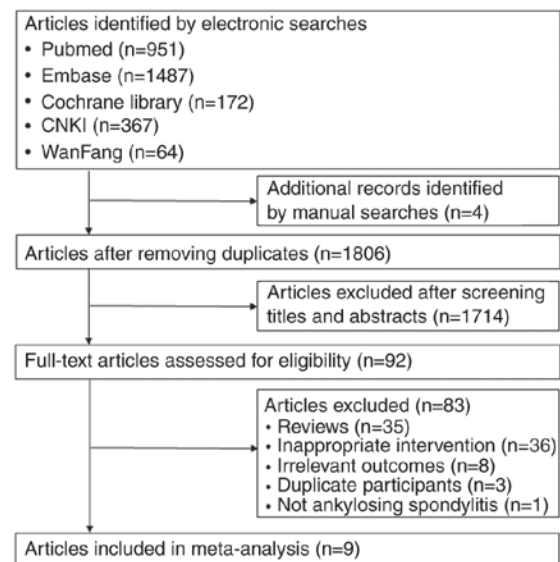 Articles identified by electronic searches
• Pubmed (n=951)
• Embase (n=1487)
• Cochrane library (n=172)
• CNKI (n=367)
• WanFang (n=64)
Additional records identified
by manual searches (n=4)
Articles after removing duplicates (n=1806)
Articles excluded after screening
titles and abstracts (n=1714)
Full-text articles assessed for eligibility (n=92)
Articles excluded (n=83)
• Reviews (n=35)
• Inappropriate intervention (n=36)
• Irrelevant outcomes (n=8)
• Duplicate participants (n=3)
• Not ankylosing spondylitis (n=1)
Articles included in meta-analysis (n=9)